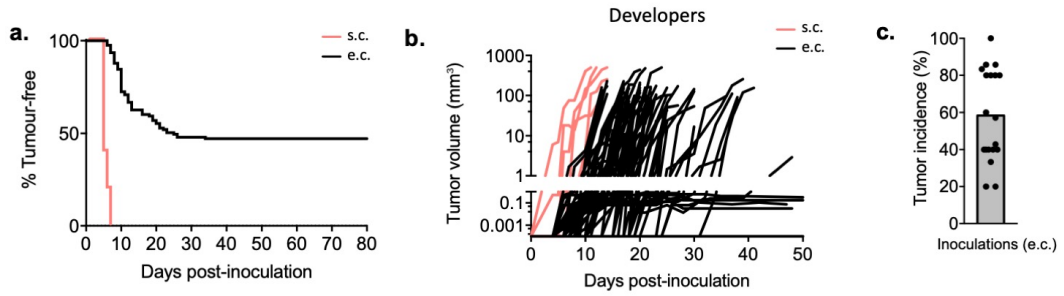 a.
s.c.
e.c.
% Tumour-free
100
50
0
0 10 20 30 40 50 60 70 80
Days post-inoculation
b.
Developers
s.c.
e.c.
Tumor volume (mm³)
1000
100
10
1
0.1
0.001
0 10 20 30 40 50
Days post-inoculation
c.
Tumor incidence (%)
100
80
60
40
20
0
Inoculations (e.c.)